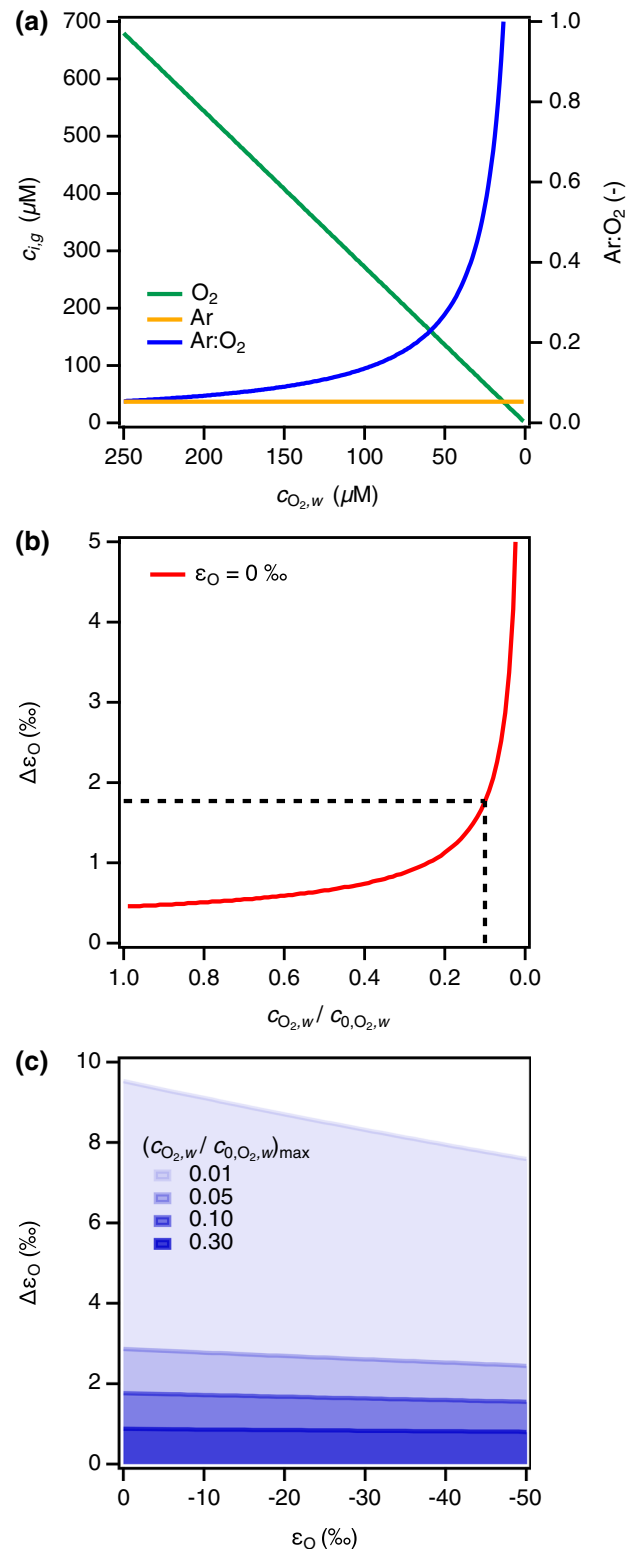 (a)
700
600
500
400
300
200
100
0
c_{i,g} (µM)
1.0
0.8
0.6
0.4
0.2
0.0
Ar:O₂ (-)
O₂
Ar
Ar:O₂
250 200 150 100 50 0
c_{O₂,w} (µM)
(b)
5
4
3
2
1
0
Δε_O (‰)
ε_O = 0 ‰
1.0 0.8 0.6 0.4 0.2 0.0
c_{O₂,w} / c_{0,O₂,w}
(c)
10
8
6
4
2
0
Δε_O (‰)
(c_{O₂,w} / c_{0,O₂,w})_{max}
0.01
0.05
0.10
0.30
0 -10 -20 -30 -40 -50
ε_O (‰)